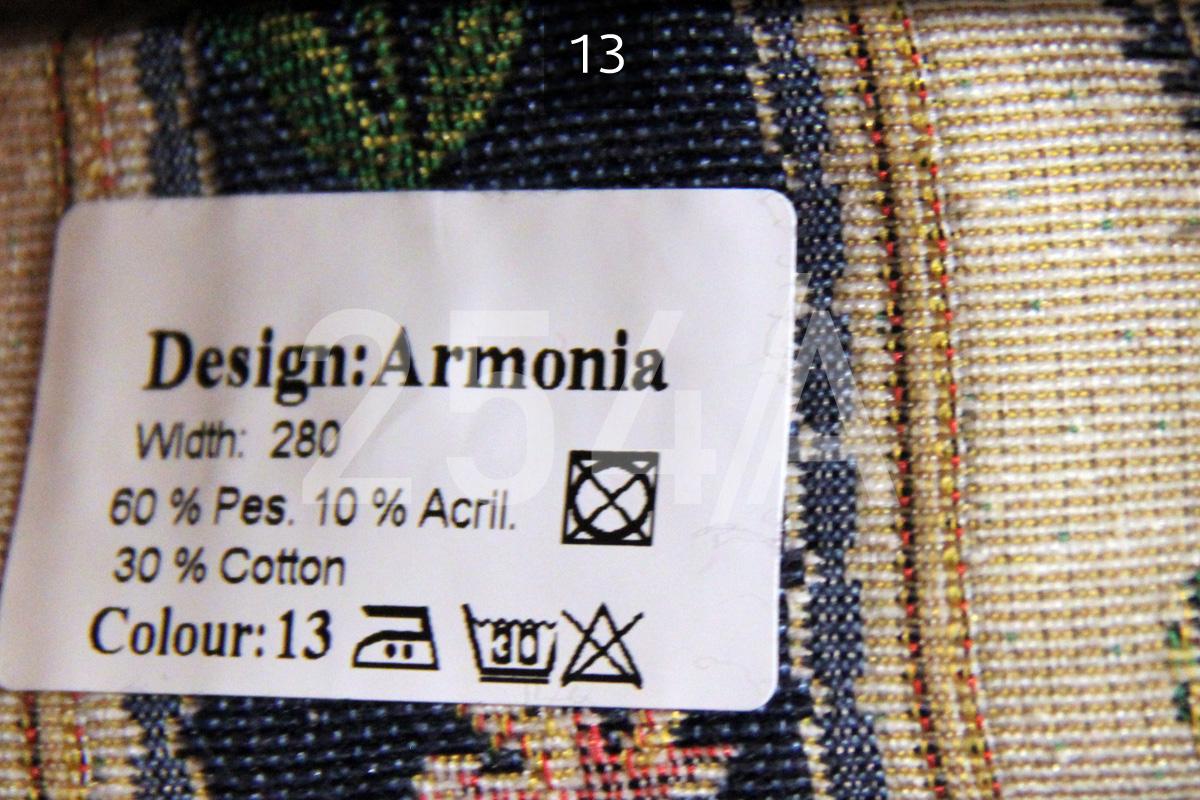 13
Design:Armonia
Width: 280
60 % Pes. 10 % Acril.
30 % Cotton
Colour:13
30
254A